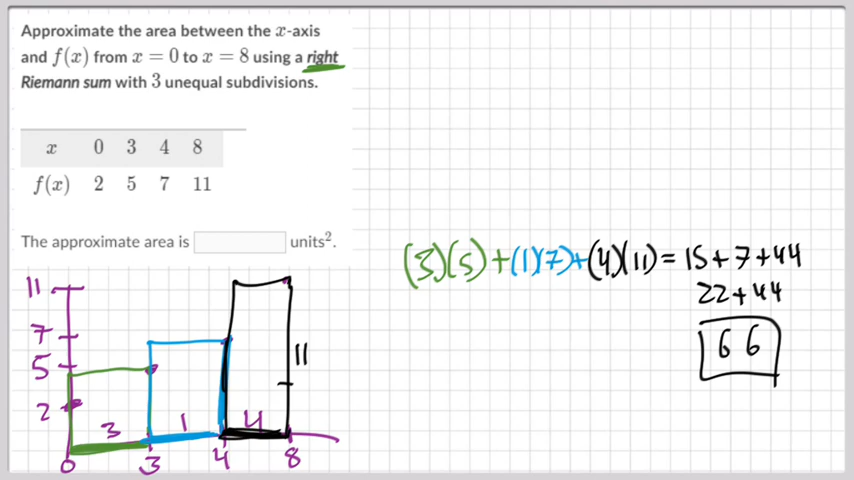 Approximate the area between the x-axis
and f(x) from x = 0 to x = 8 using a right
Riemann sum with 3 unequal subdivisions.
x 0 3 4 8
f(x) 2 5 7 11
The approximate area is units².
(3)(5)+(1)(7)+(4)(11)=15+7+44
22+44
66
11
7
5
2
11
3 1 4
0 3 4 8